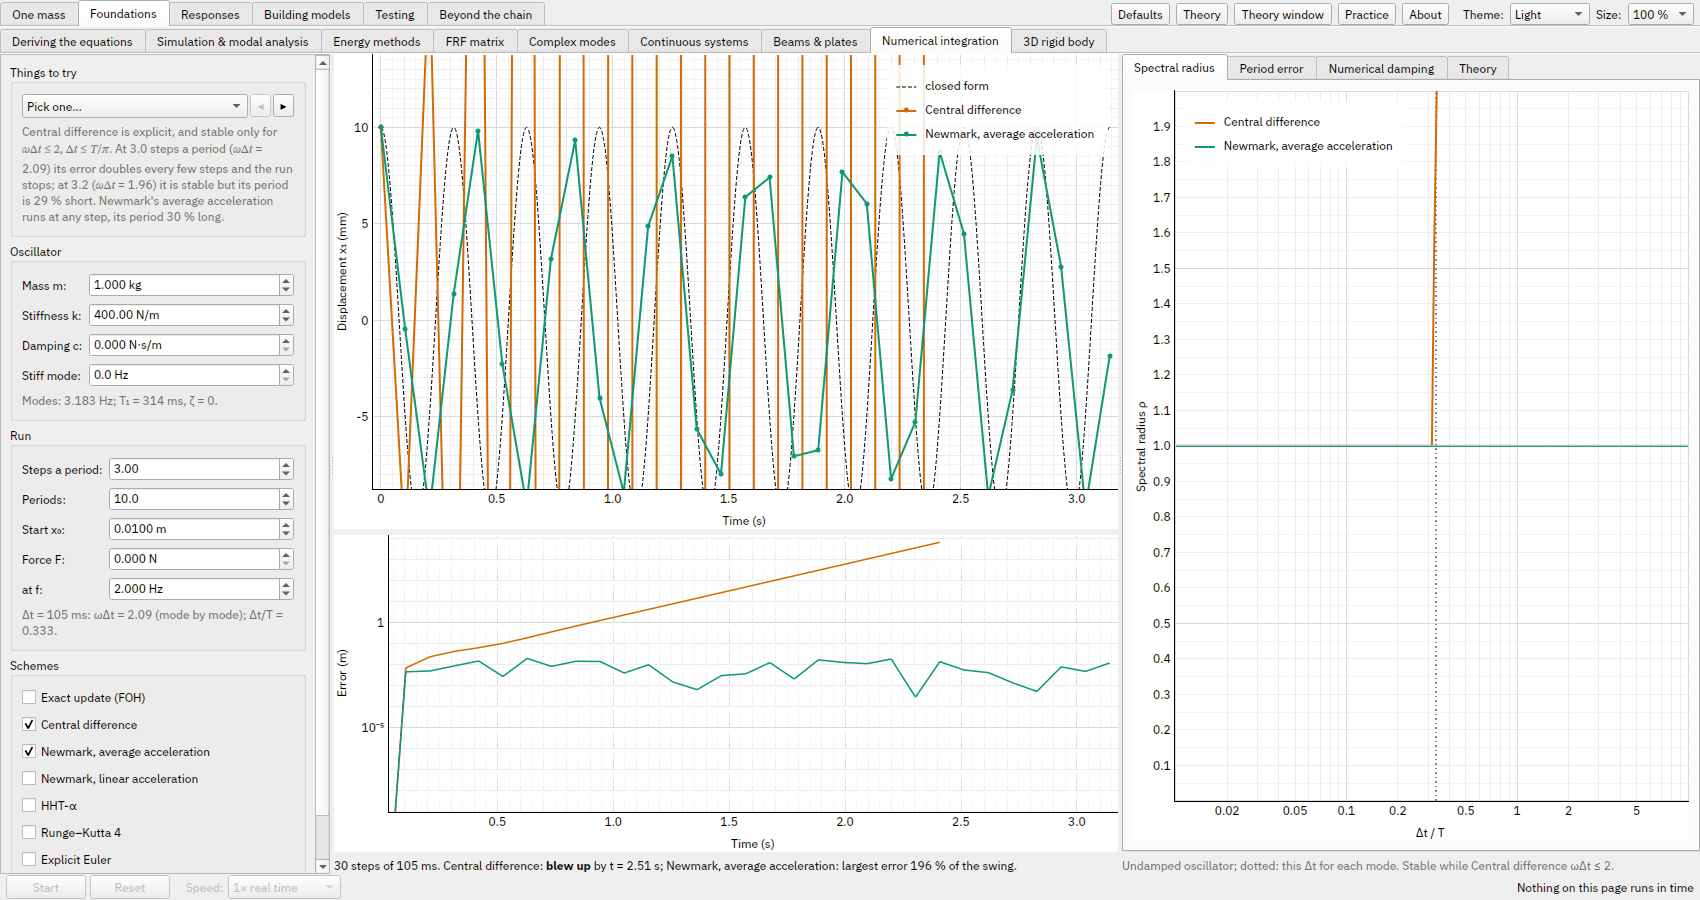 One mass
Foundations
Responses
Building models
Testing
Beyond the chain
Defaults
Theory
Theory window
Practice
About
Theme:
Light
Size:
100 %
Deriving the equations
Simulation & modal analysis
Energy methods
FRF matrix
Complex modes
Continuous systems
Beams & plates
Numerical integration
3D rigid body
Things to try
Pick one...
Central difference is explicit, and stable only for
ωΔt ≤ 2, Δt ≤ T/π. At 3.0 steps a period (ωΔt =
2.09) its error doubles every few steps and the run
stops; at 3.2 (ωΔt = 1.96) it is stable but its period
is 29 % short. Newmark's average acceleration
runs at any step, its period 30 % long.
Oscillator
Mass m: 1.000 kg
Stiffness k: 400.00 N/m
Damping c: 0.000 N·s/m
Stiff mode: 0.0 Hz
Modes: 3.183 Hz; T₁ = 314 ms, ζ = 0.
Run
Steps a period: 3.00
Periods: 10.0
Start x₀: 0.0100 m
Force F: 0.000 N
at f: 2.000 Hz
Δt = 105 ms: ωΔt = 2.09 (mode by mode); Δt/T =
0.333.
Schemes
Exact update (FOH)
Central difference
Newmark, average acceleration
Newmark, linear acceleration
HHT-α
Runge–Kutta 4
Explicit Euler
Start
Reset
Speed:
1× real time
closed form
Central difference
Newmark, average acceleration
Displacement x₁ (mm)
10
5
0
-5
0
0.5
1.0
1.5
2.0
2.5
3.0
Time (s)
Error (m)
1
10⁻⁵
0.5
1.0
1.5
2.0
2.5
3.0
Time (s)
30 steps of 105 ms. Central difference: blew up by t = 2.51 s; Newmark, average acceleration: largest error 196 % of the swing.
Spectral radius
Period error
Numerical damping
Theory
Central difference
Newmark, average acceleration
Spectral radius ρ
1.9
1.8
1.7
1.6
1.5
1.4
1.3
1.2
1.1
1.0
0.9
0.8
0.7
0.6
0.5
0.4
0.3
0.2
0.1
0.02
0.05
0.1
0.2
0.5
1
2
5
Δt / T
Undamped oscillator; dotted: this Δt for each mode. Stable while Central difference ωΔt ≤ 2.
Nothing on this page runs in time